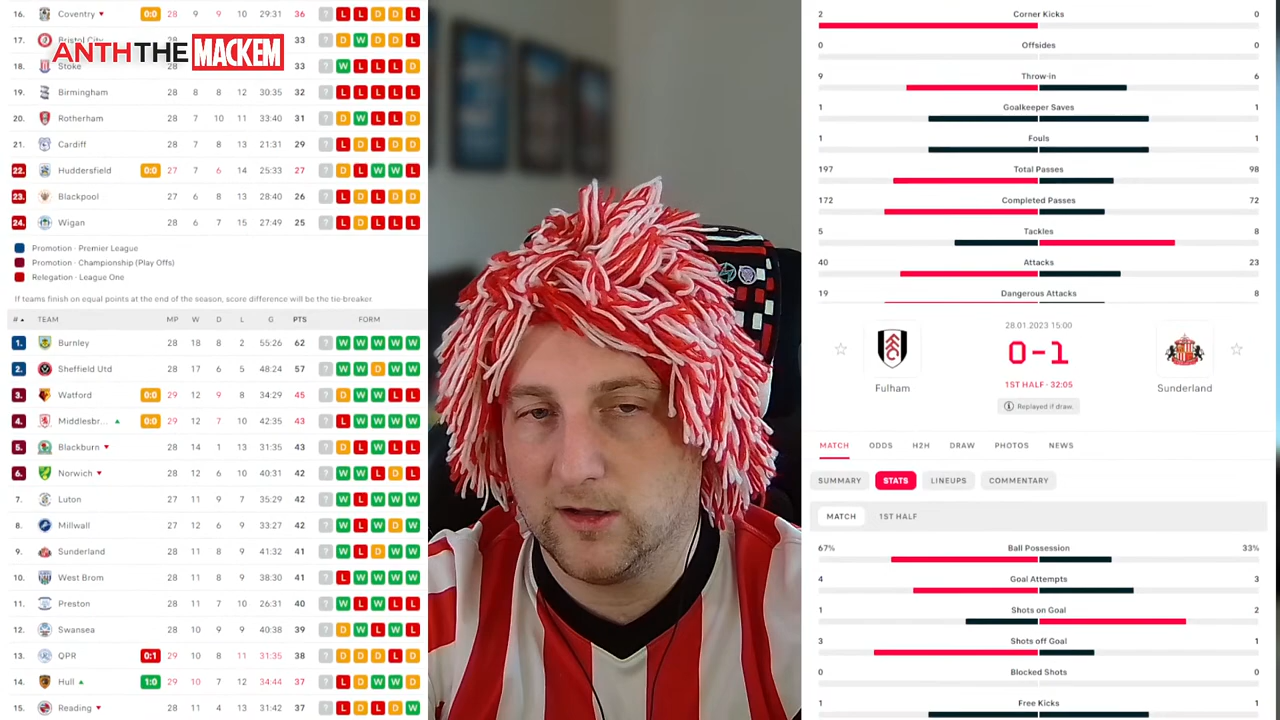 16. Coventry 0:0 28 9 9 10 29:31 36 ? L L D D L
17. Bristol City 28 33 ? D W D D L
ANTHTHEMACKEM
18. Stoke 28 33 ? W L L L D
19. Birmingham 28 8 8 12 30:35 32 ? L L L L L
20. Rotherham 28 7 10 11 33:40 31 ? D W L L D
21. Cardiff 28 7 8 13 21:31 29 ? L D L D D
22. Huddersfield 0:0 27 7 6 14 25:33 27 ? D L W W L
23. Blackpool 27 6 8 13 28:40 26 ? L D L D D
24. Wigan 28 6 7 15 27:49 25 ? L D L L L
Promotion - Premier League
Promotion - Championship (Play Offs)
Relegation - League One
If teams finish on equal points at the end of the season, score difference will be the tie-breaker.
# TEAM MP W D L G PTS FORM
1. Burnley 28 18 8 2 55:26 62 ? W W W W W
2. Sheffield Utd 28 17 6 5 48:24 57 ? W W D W W
3. Watford 0:0 29 12 9 8 34:29 45 ? D W W L L
4. Middlesbr... 0:0 29 12 7 10 42:35 43 ? L W W W W
5. Blackburn 28 14 1 13 31:35 43 ? D L W L L
6. Norwich 28 12 6 10 40:31 42 ? W W L D L
7. Luton 27 11 9 7 35:29 42 ? W L W W W
8. Millwall 27 12 6 9 33:27 42 ? W L W D W
9. Sunderland 28 11 8 9 41:32 41 ? W L D W W
10. West Brom 28 11 8 9 38:30 41 ? L W W W W
11. Preston 28 11 7 10 26:31 40 ? W L W L L
12. Swansea 28 10 9 9 40:38 39 ? D W L W L
13. QPR 0:1 29 10 8 11 31:35 38 ? D D D L D
14. Hull 1:0 29 10 7 12 34:44 37 ? L D W W D
15. Reading 28 11 4 13 31:42 37 ? L D L D W
2 Corner Kicks 0
0 Offsides 0
9 Throw-in 6
1 Goalkeeper Saves 1
1 Fouls 1
197 Total Passes 98
172 Completed Passes 72
5 Tackles 8
40 Attacks 23
19 Dangerous Attacks 8
28.01.2023 15:00
0-1
1ST HALF - 32:05
Fulham Sunderland
Replayed if draw.
MATCH ODDS H2H DRAW PHOTOS NEWS
SUMMARY STATS LINEUPS COMMENTARY
MATCH 1ST HALF
67% Ball Possession 33%
4 Goal Attempts 3
1 Shots on Goal 2
3 Shots off Goal 1
0 Blocked Shots 0
1 Free Kicks 1